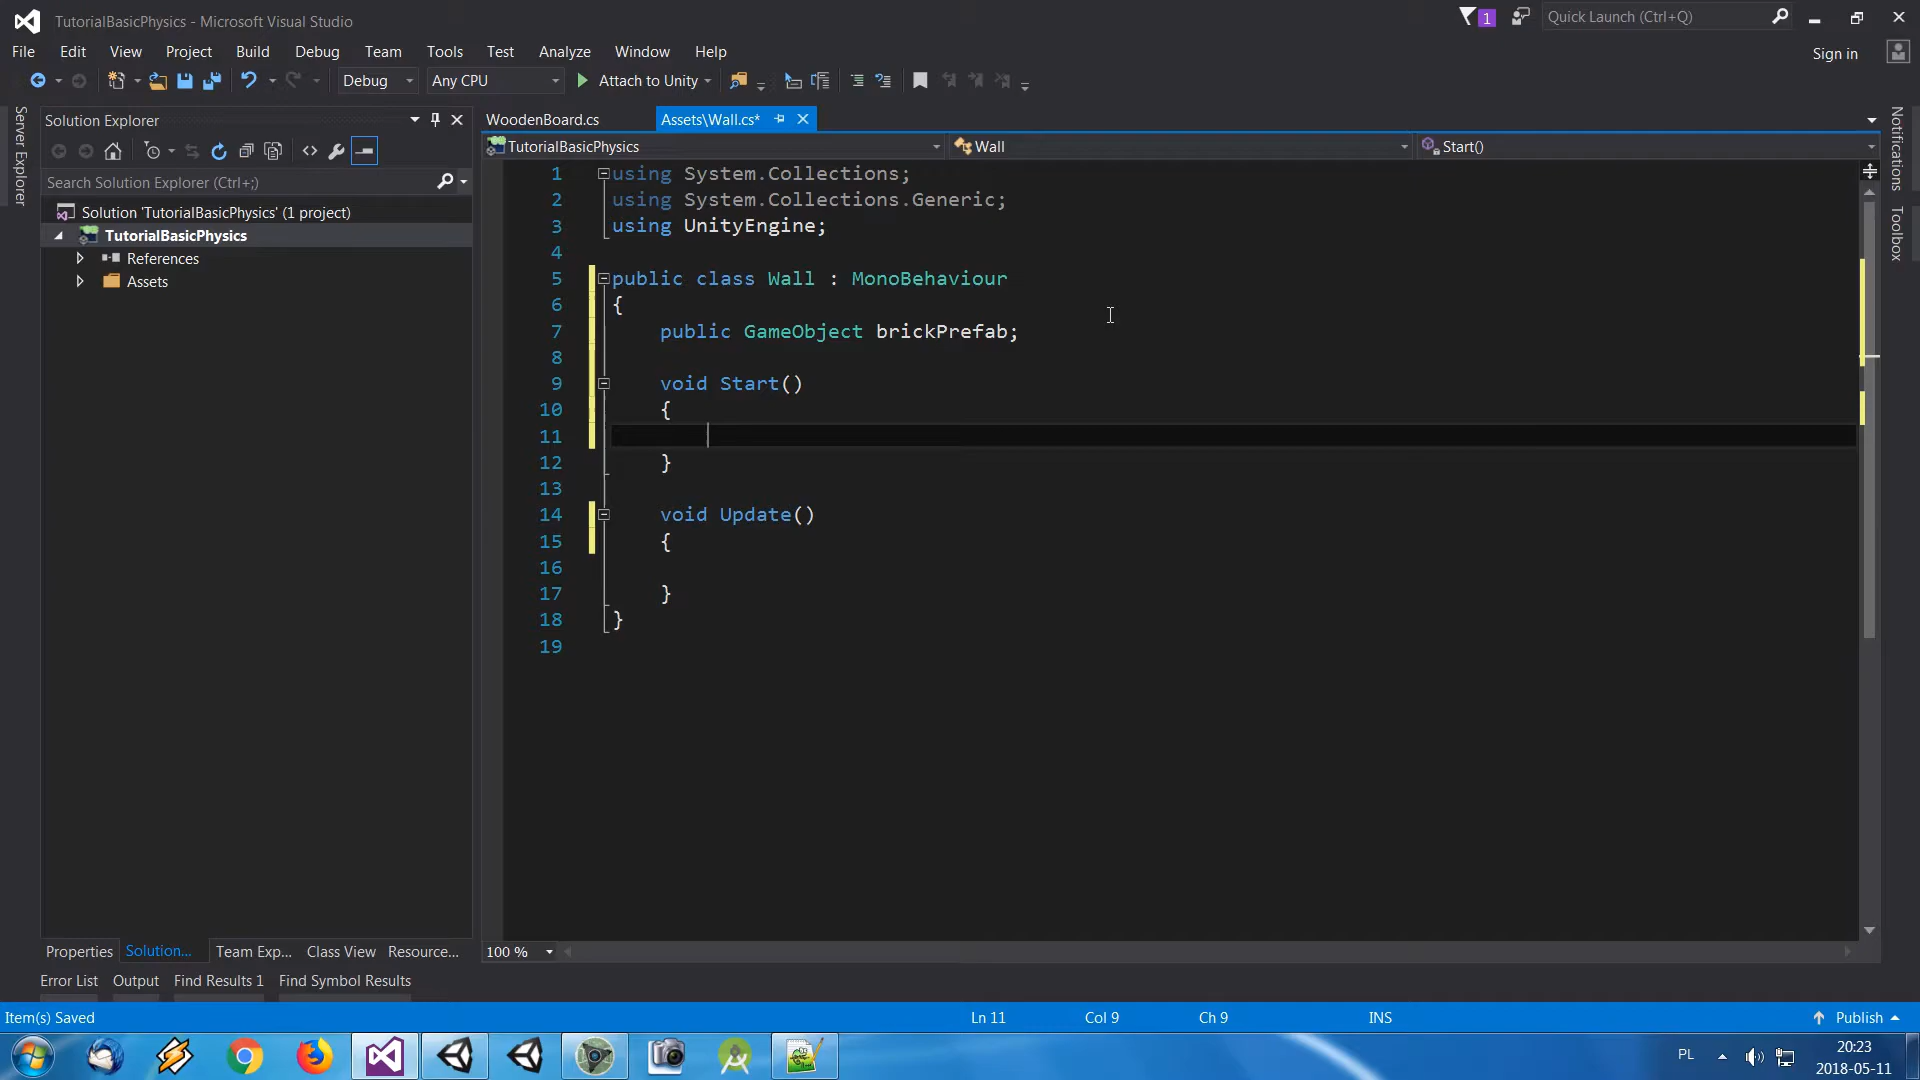 TutorialBasicPhysics - Microsoft Visual Studio
1
Quick Launch (Ctrl+Q)
File Edit View Project Build Debug Team Tools Test Analyze Window Help
Sign in
Debug Any CPU Attach to Unity
Server Explorer
Solution Explorer
Search Solution Explorer (Ctrl+;)
Solution 'TutorialBasicPhysics' (1 project)
TutorialBasicPhysics
References
Assets
WoodenBoard.cs Assets\Wall.cs*
TutorialBasicPhysics Wall Start()
1 using System.Collections;
2 using System.Collections.Generic;
3 using UnityEngine;
4
5 public class Wall : MonoBehaviour
6 {
7 public GameObject brickPrefab;
8
9 void Start()
10 {
11
12 }
13
14 void Update()
15 {
16
17 }
18 }
19
100 %
Notifications
Toolbox
Properties Solution... Team Exp... Class View Resource...
Error List Output Find Results 1 Find Symbol Results
Item(s) Saved Ln 11 Col 9 Ch 9 INS Publish
PL
20:23
2018-05-11